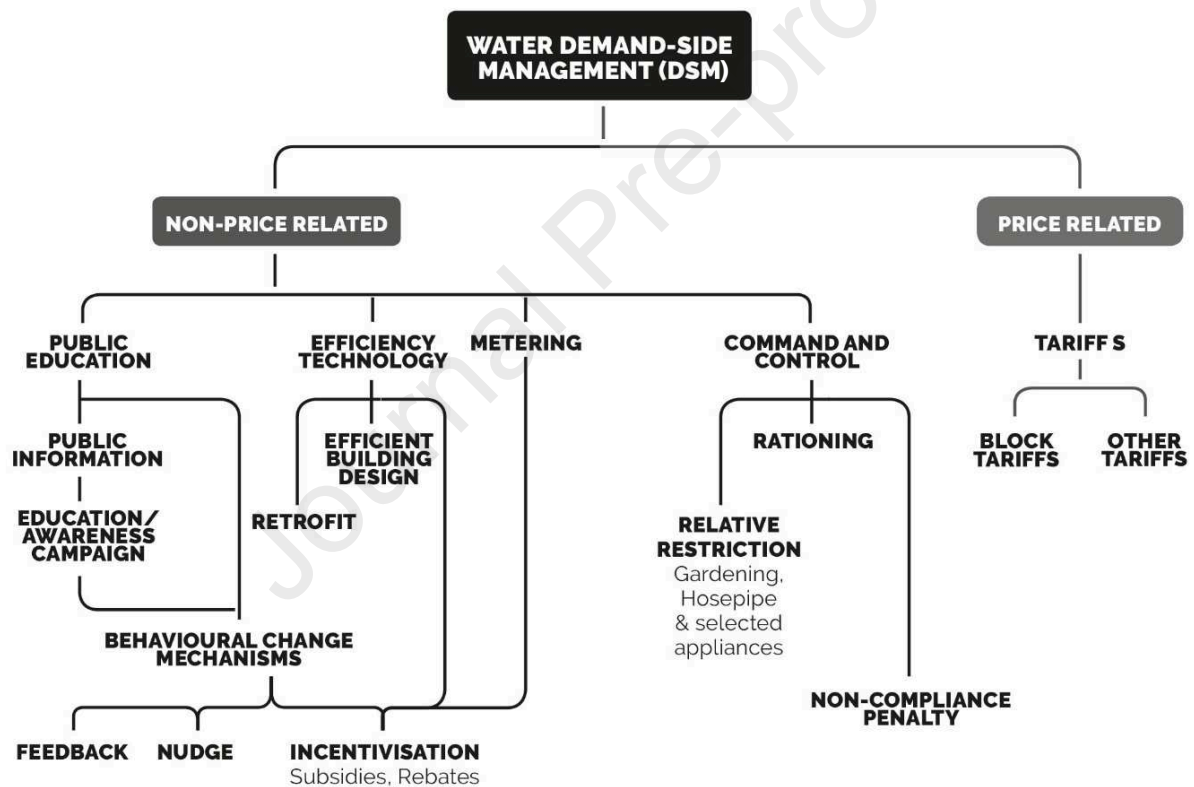 WATER DEMAND-SIDE
MANAGEMENT (DSM)
NON-PRICE RELATED
PRICE RELATED
PUBLIC
EDUCATION
EFFICIENCY
TECHNOLOGY
METERING
COMMAND AND
CONTROL
TARIFF S
PUBLIC
INFORMATION
EFFICIENT
BUILDING
DESIGN
RATIONING
BLOCK
TARIFFS
OTHER
TARIFFS
EDUCATION/
AWARENESS
CAMPAIGN
RETROFIT
RELATIVE
RESTRICTION
Gardening,
Hosepipe
& selected
appliances
BEHAVIOURAL CHANGE
MECHANISMS
NON-COMPLIANCE
PENALTY
FEEDBACK
NUDGE
INCENTIVISATION
Subsidies, Rebates
Journal Pre-pro